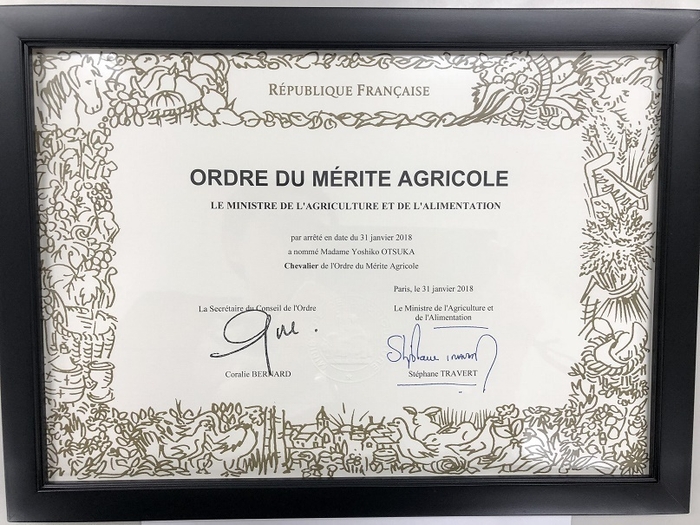 RÉPUBLIQUE FRANÇAISE
ORDRE DU MÉRITE AGRICOLE
LE MINISTRE DE L'AGRICULTURE ET DE L'ALIMENTATION
par arrêté en date du 31 janvier 2018
a nommé Madame Yoshiko OTSUKA
Chevalier de l'Ordre du Mérite Agricole
Paris, le 31 janvier 2018
La Secrétaire du Conseil de l'Ordre
Le Ministre de l'Agriculture et
de l'Alimentation
Stéphane Travert
Coralie BERNARD
Stéphane TRAVERT